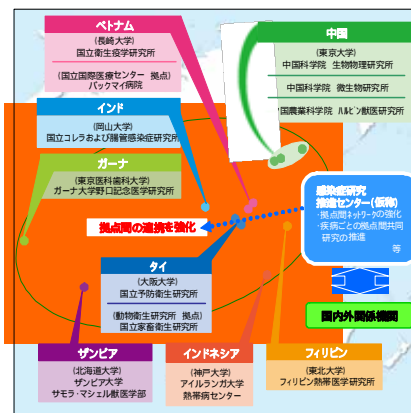 ベトナム
(長崎大学)
国立衛生疫学研究所
(国立国際医療センター 拠点)
バックマイ病院
中国
(東京大学)
中国科学院 生物物理研究所
中国科学院 微生物研究所
中国農業科学院 ハルビン獣医研究所
インド
(岡山大学)
国立コレラおよび腸管感染症研究所
ガーナ
(東京医科歯科大学)
ガーナ大学野口記念医学研究所
感染症研究
推進センター(仮称)
・拠点間ネットワークの強化
・疾病ごとの拠点間共同
研究の推進
等
拠点間の連携を強化
タイ
(大阪大学)
国立予防衛生研究所
(動物衛生研究所 拠点)
国立家畜衛生研究所
国内外関係機関
ザンビア
(北海道大学)
ザンビア大学
サモラ・マシェル獣医学部
インドネシア
(神戸大学)
アイルランガ大学
熱帯病センター
フィリピン
(東北大学)
フィリピン熱帯医学研究所